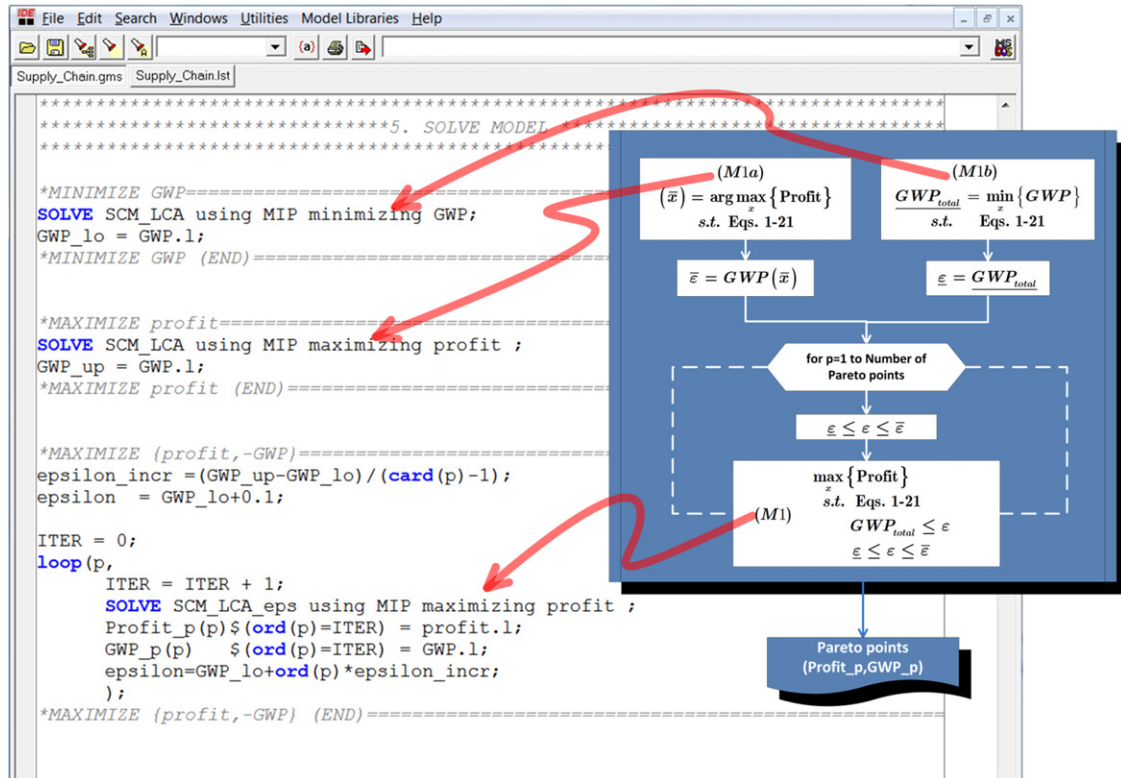 IDE File Edit Search Windows Utilities Model Libraries Help
{a}
Supply_Chain.gms Supply_Chain.lst
*******************************************************************************
*******************************5. SOLVE MODEL **********************************
*******************************************************************************
*MINIMIZE GWP=====================================
SOLVE SCM_LCA using MIP minimizing GWP;
GWP_lo = GWP.l;
*MINIMIZE GWP (END)===============================
*MAXIMIZE profit==================================
SOLVE SCM_LCA using MIP maximizing profit ;
GWP_up = GWP.l;
*MAXIMIZE profit (END)============================
*MAXIMIZE {profit,-GWP}===========================
epsilon_incr =(GWP_up-GWP_lo)/(card(p)-1);
epsilon  = GWP_lo+0.1;
ITER = 0;
loop(p,
ITER = ITER + 1;
SOLVE SCM_LCA_eps using MIP maximizing profit ;
Profit_p(p)$(ord(p)=ITER) = profit.l;
GWP_p(p)   $(ord(p)=ITER) = GWP.l;
epsilon=GWP_lo+ord(p)*epsilon_incr;
);
*MAXIMIZE {profit,-GWP} (END)===================================================
(M1a)
(x̅) = arg max {Profit}
x
s.t. Eqs. 1-21
(M1b)
GWP_total = min {GWP}
x
s.t. Eqs. 1-21
ε̅ = GWP(x̅)
ε̲ = GWP_total
for p=1 to Number of
Pareto points
ε̲ ≤ ε ≤ ε̅
max {Profit}
x
s.t. Eqs. 1-21
(M1)
GWP_total ≤ ε
ε̲ ≤ ε ≤ ε̅
Pareto points
(Profit_p,GWP_p)